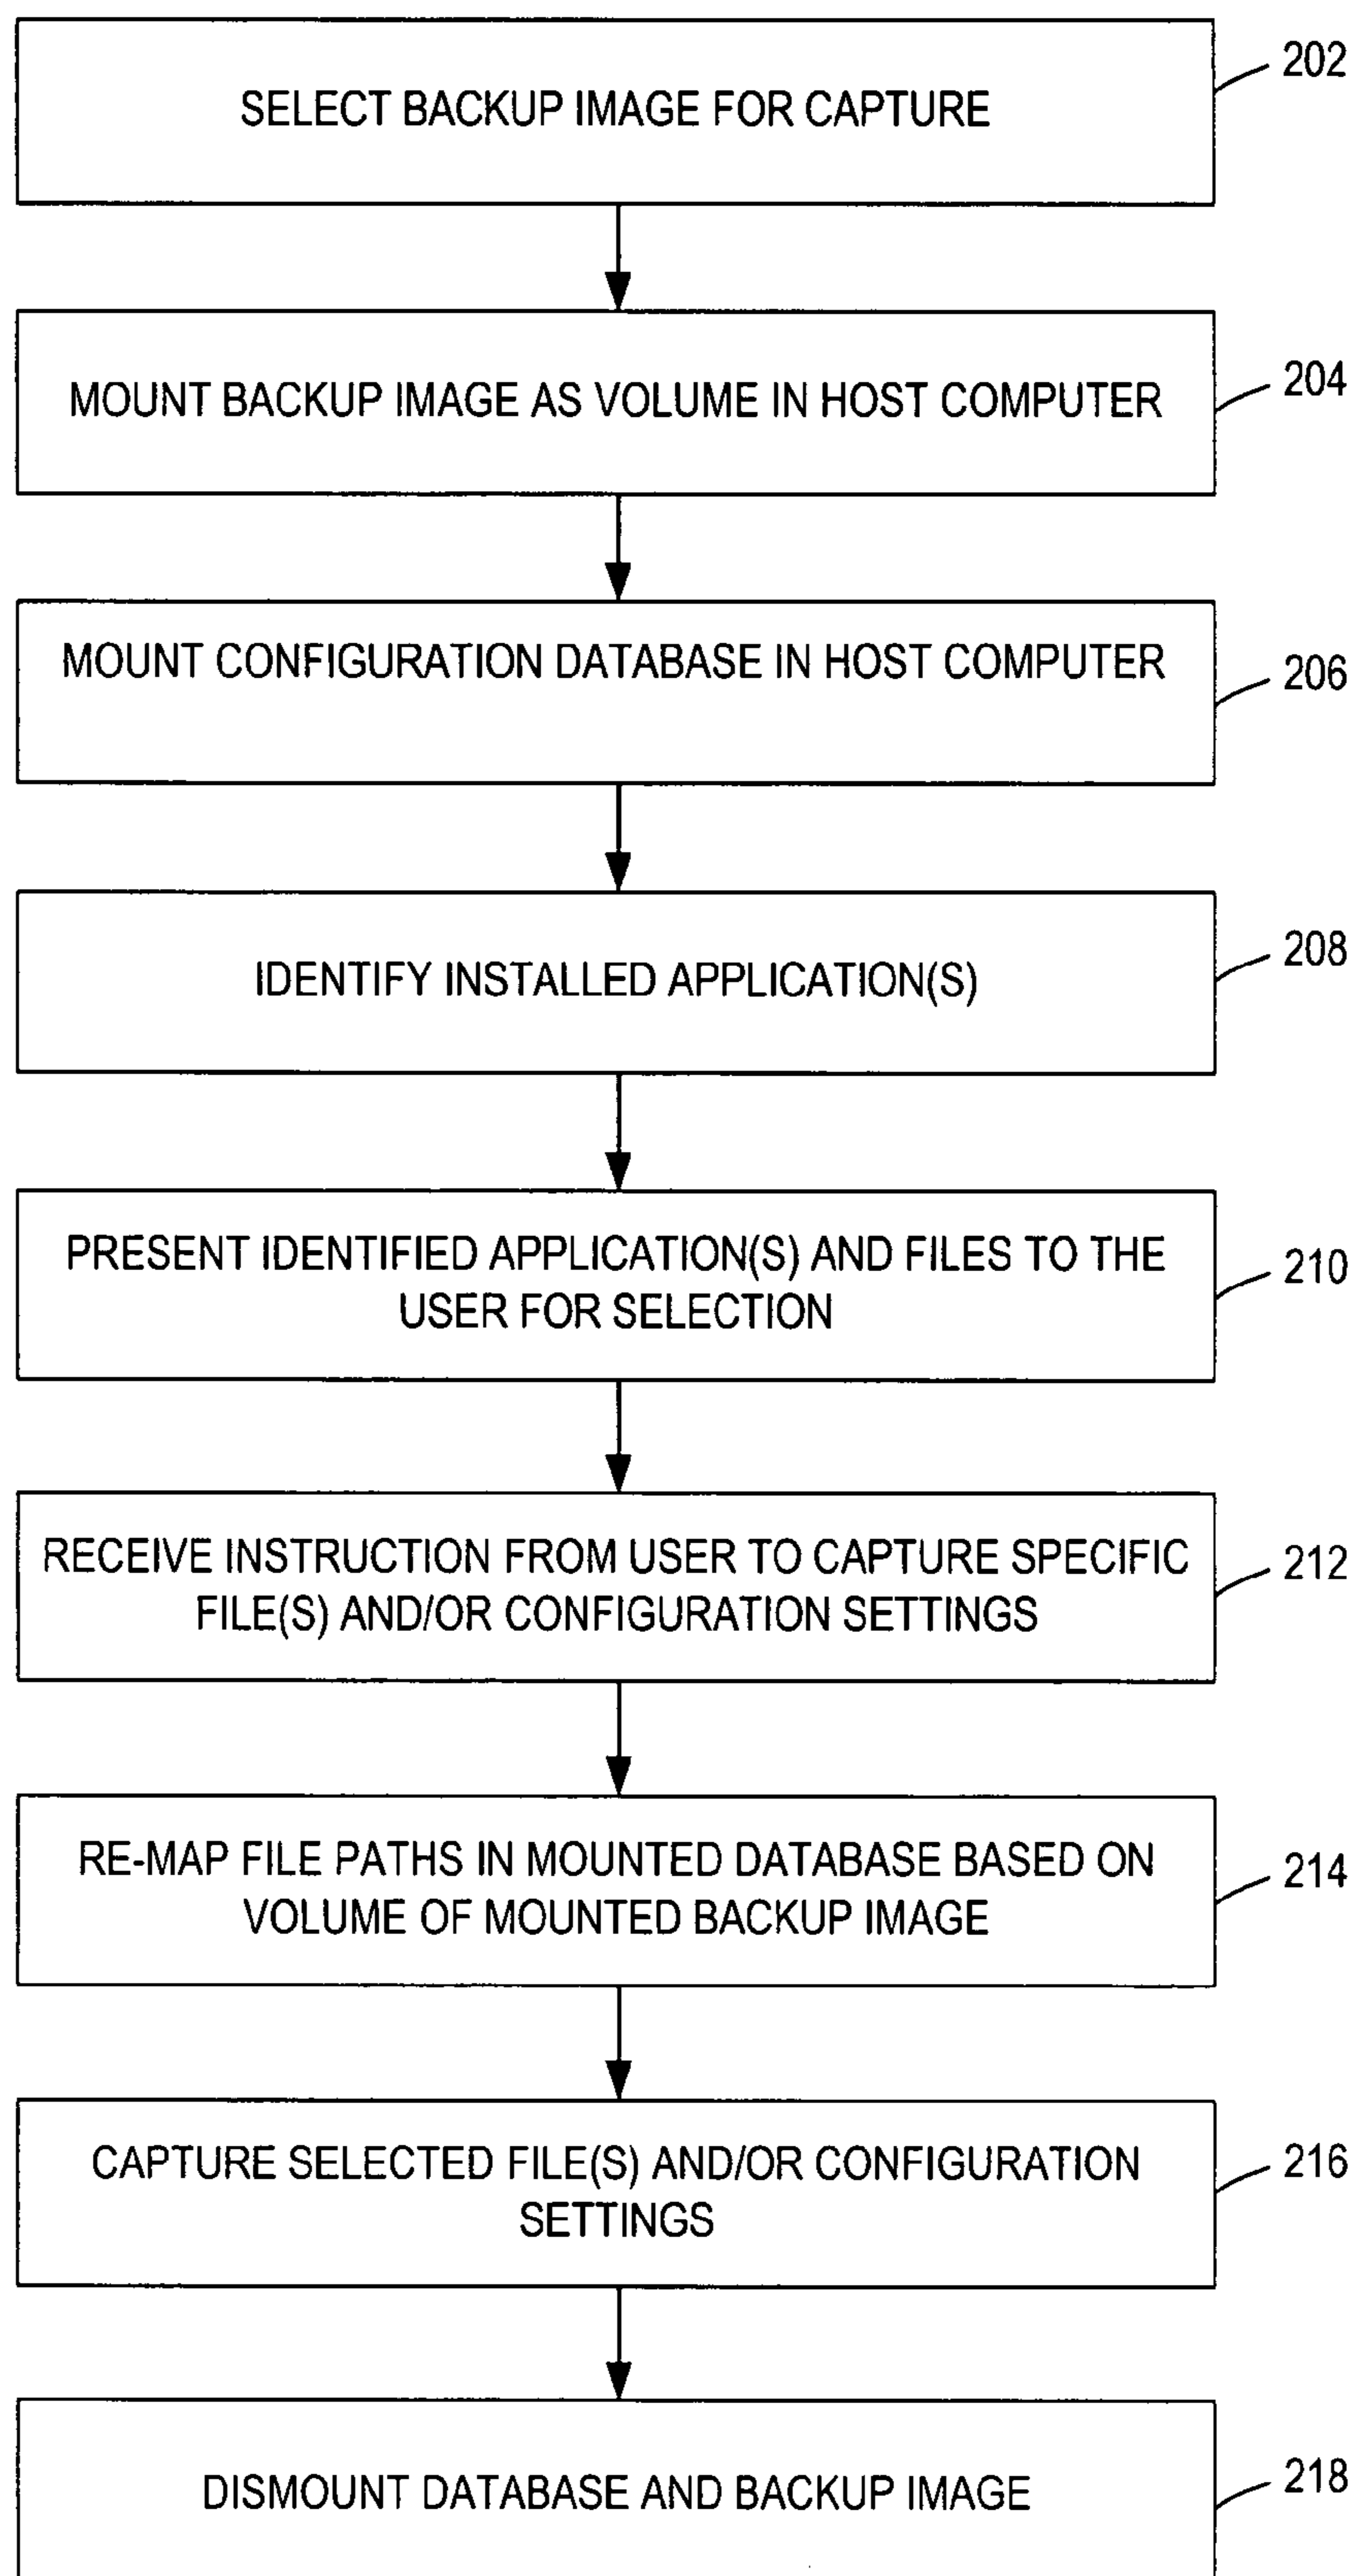 202
SELECT BACKUP IMAGE FOR CAPTURE
204
MOUNT BACKUP IMAGE AS VOLUME IN HOST COMPUTER
206
MOUNT CONFIGURATION DATABASE IN HOST COMPUTER
208
IDENTIFY INSTALLED APPLICATION(S)
210
PRESENT IDENTIFIED APPLICATION(S) AND FILES TO THE
USER FOR SELECTION
212
RECEIVE INSTRUCTION FROM USER TO CAPTURE SPECIFIC
FILE(S) AND/OR CONFIGURATION SETTINGS
214
RE-MAP FILE PATHS IN MOUNTED DATABASE BASED ON
VOLUME OF MOUNTED BACKUP IMAGE
216
CAPTURE SELECTED FILE(S) AND/OR CONFIGURATION
SETTINGS
218
DISMOUNT DATABASE AND BACKUP IMAGE